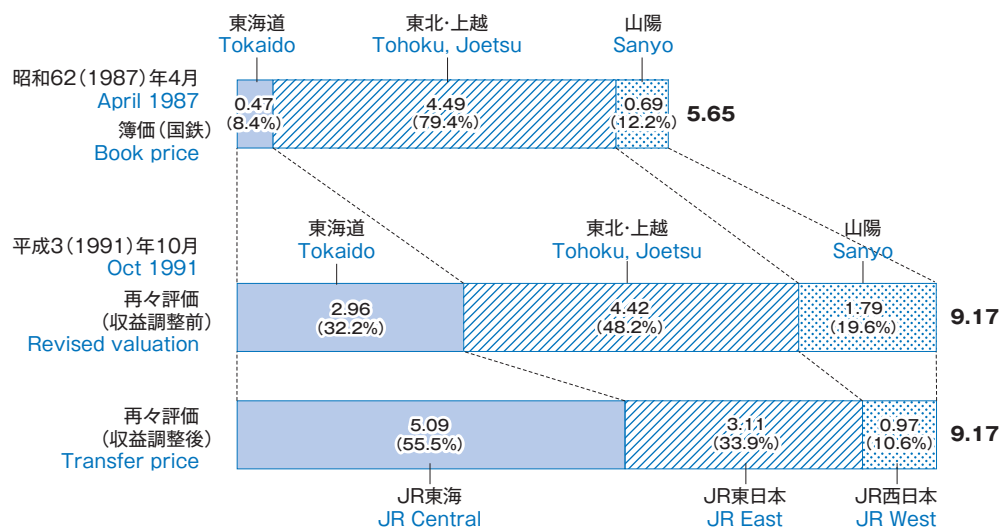 東海道
Tokaido
東北・上越
Tohoku, Joetsu
山陽
Sanyo
昭和62(1987)年4月
April 1987
簿価(国鉄)
Book price
0.47
(8.4%)
4.49
(79.4%)
0.69
(12.2%)
5.65
東海道
Tokaido
東北・上越
Tohoku, Joetsu
山陽
Sanyo
平成3(1991)年10月
Oct 1991
再々評価
(収益調整前)
Revised valuation
2.96
(32.2%)
4.42
(48.2%)
1.79
(19.6%)
9.17
再々評価
(収益調整後)
Transfer price
5.09
(55.5%)
3.11
(33.9%)
0.97
(10.6%)
9.17
JR東海
JR Central
JR東日本
JR East
JR西日本
JR West